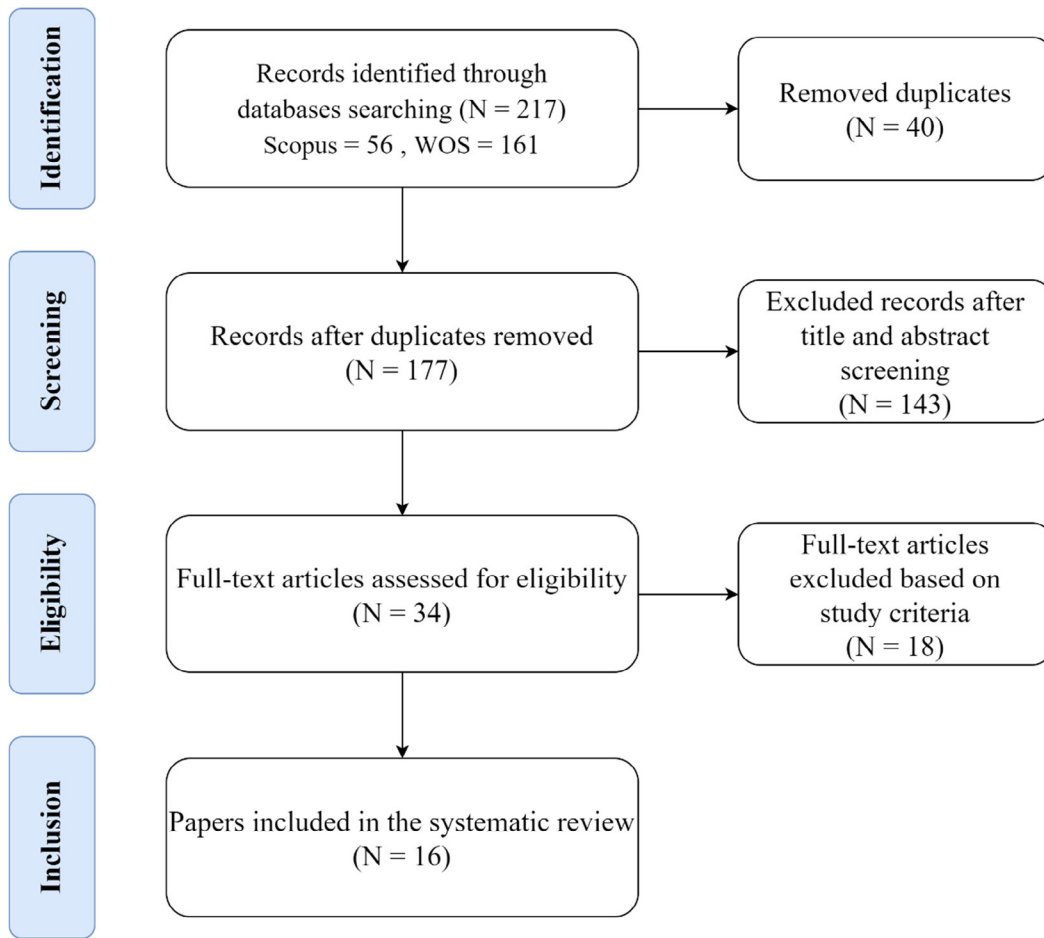 Identification
Records identified through
databases searching (N = 217)
Scopus = 56 , WOS = 161
Removed duplicates
(N = 40)
Screening
Records after duplicates removed
(N = 177)
Excluded records after
title and abstract
screening
(N = 143)
Eligibility
Full-text articles assessed for eligibility
(N = 34)
Full-text articles
excluded based on
study criteria
(N = 18)
Inclusion
Papers included in the systematic review
(N = 16)